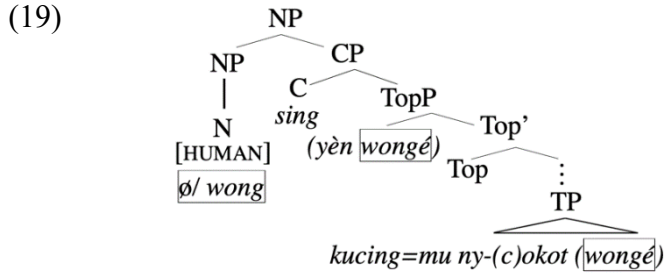 (19)
NP
NP CP
C TopP
N sing Top’
[HUMAN] (yèn wongé) Top
ø/ wong
TP
kucing=mu ny-(c)okot (wongé)